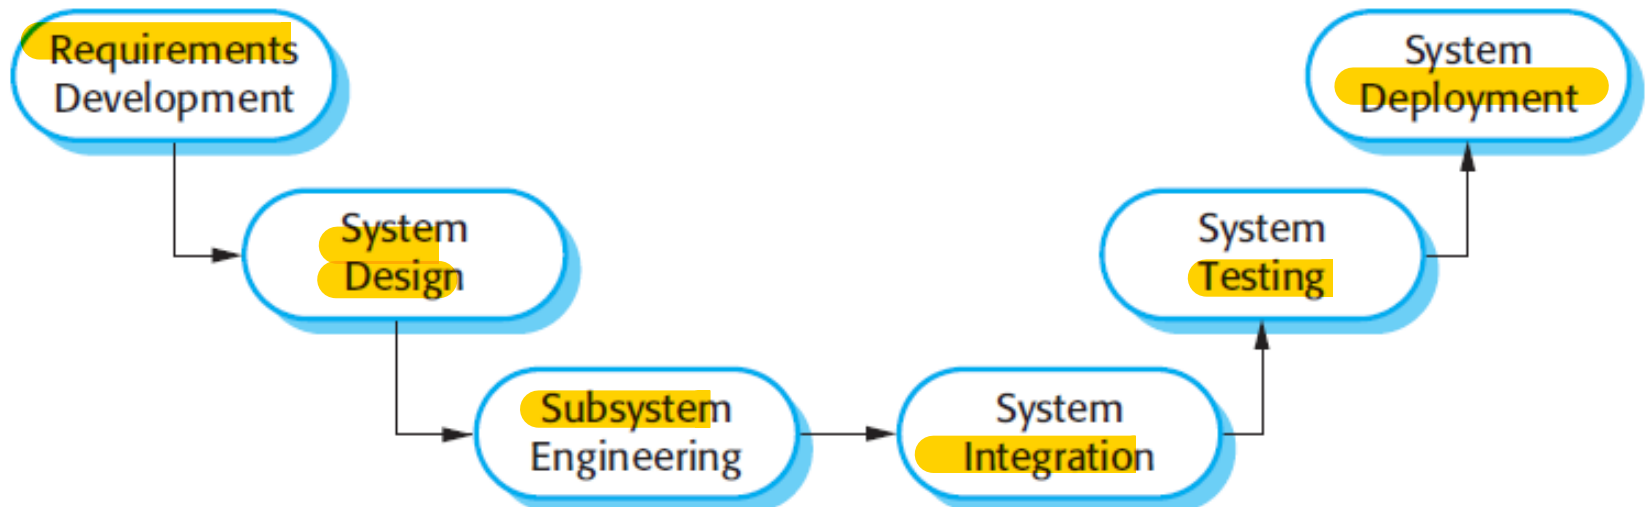 Requirements
Development
System
Design
Subsystem
Engineering
System
Integration
System
Testing
System
Deployment